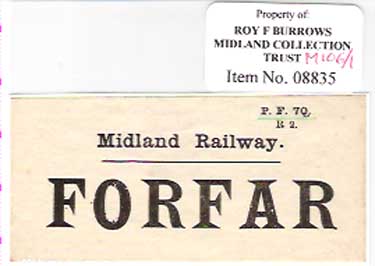 Property of:
ROY F BURROWS
MIDLAND COLLECTION
TRUST M106/1
Item No. 08835
P. F. 7Q.
R 2.
Midland Railway.
FORFAR